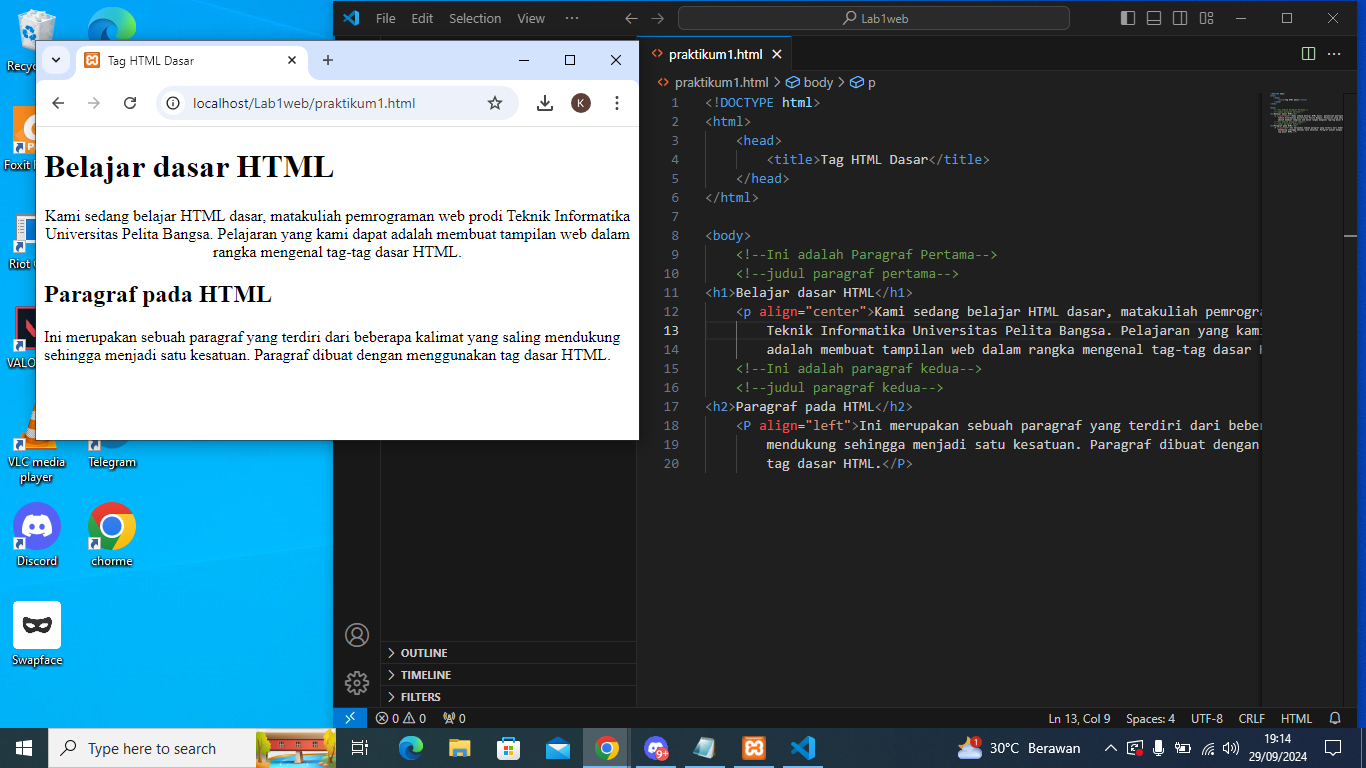 File Edit Selection View ···
Lab1web
Tag HTML Dasar
localhost/Lab1web/praktikum1.html
K
Belajar dasar HTML
Kami sedang belajar HTML dasar, matakuliah pemrograman web prodi Teknik Informatika
Universitas Pelita Bangsa. Pelajaran yang kami dapat adalah membuat tampilan web dalam
rangka mengenal tag-tag dasar HTML.
Paragraf pada HTML
Ini merupakan sebuah paragraf yang terdiri dari beberapa kalimat yang saling mendukung
sehingga menjadi satu kesatuan. Paragraf dibuat dengan menggunakan tag dasar HTML.
praktikum1.html
praktikum1.html > body > p
1 <!DOCTYPE html>
2 <html>
3 <head>
4 <title>Tag HTML Dasar</title>
5 </head>
6 </html>
7
8 <body>
9 <!--Ini adalah Paragraf Pertama-->
10 <!--judul paragraf pertama-->
11 <h1>Belajar dasar HTML</h1>
12 <p align="center">Kami sedang belajar HTML dasar, matakuliah pemrogra
13 Teknik Informatika Universitas Pelita Bangsa. Pelajaran yang kami
14 adalah membuat tampilan web dalam rangka mengenal tag-tag dasar H
15 <!--Ini adalah paragraf kedua-->
16 <!--judul paragraf kedua-->
17 <h2>Paragraf pada HTML</h2>
18 <P align="left">Ini merupakan sebuah paragraf yang terdiri dari beber
19 mendukung sehingga menjadi satu kesatuan. Paragraf dibuat dengan
20 tag dasar HTML.</P>
OUTLINE
TIMELINE
FILTERS
0 0 0
Ln 13, Col 9 Spaces: 4 UTF-8 CRLF HTML
Recyc
Foxit
Riot
VALO
VLC media
player
Telegram
Discord
chorme
Swapface
Type here to search
9+
1
30°C Berawan
19:14
29/09/2024